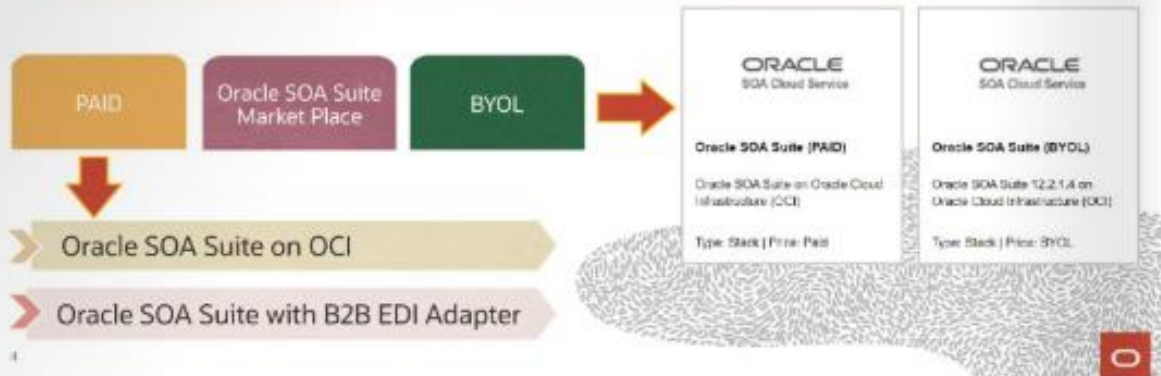 PAID
Oracle SOA Suite
Market Place
BYOL
Oracle SOA Suite on OCI
Oracle SOA Suite with B2B EDI Adapter
4
ORACLE
SOA Cloud Service
Oracle SOA Suite (PAID)
Oracle SOA Suite on Oracle Cloud
Infrastructure (OCI)
Type: Stack | Price: Paid
ORACLE
SOA Cloud Service
Oracle SOA Suite (BYOL)
Oracle SOA Suite 12.2.1.4 on
Oracle Cloud Infrastructure (OCI)
Type: Stack | Price: BYOL